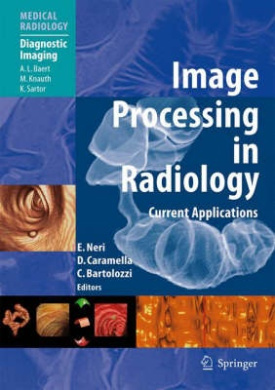 MEDICAL
RADIOLOGY
Diagnostic
Imaging
A. L. Baert
M. Knauth
K. Sartor
Image
Processing
in
Radiology
Current Applications
E. Neri
D. Caramella
C. Bartolozzi
Editors
Springer